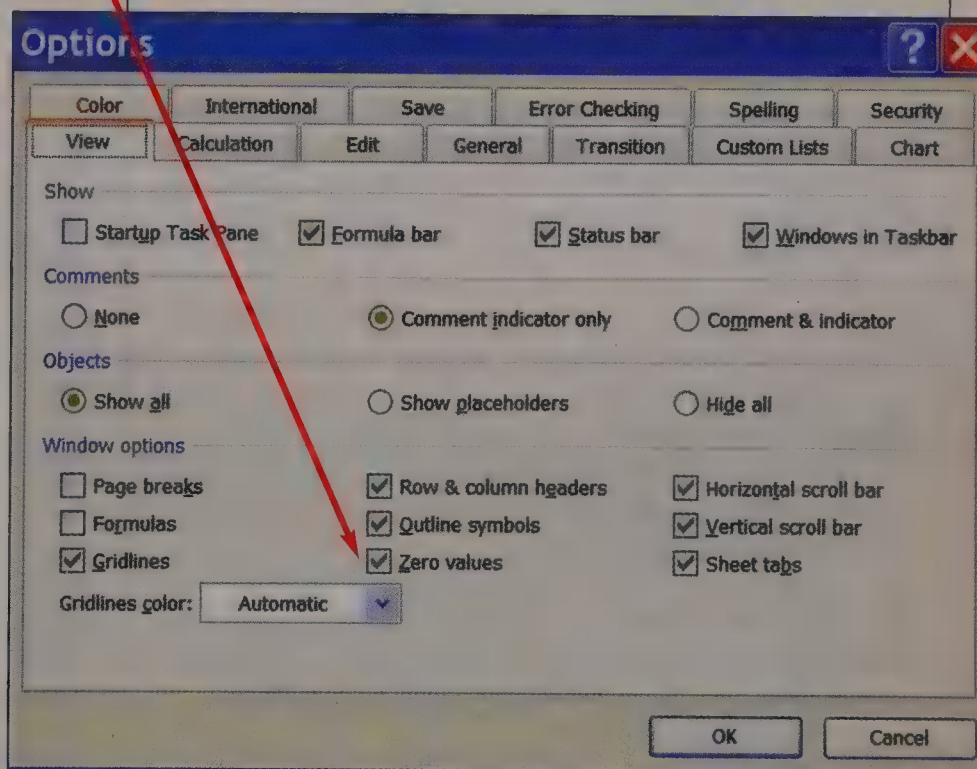 Options ?
Color International Save Error Checking Spelling Security
View Calculation Edit General Transition Custom Lists Chart
Show
Startup Task Pane Formula bar Status bar Windows in Taskbar
Comments
None Comment indicator only Comment & indicator
Objects
Show all Show placeholders Hide all
Window options
Page breaks Row & column headers Horizontal scroll bar
Formulas Outline symbols Vertical scroll bar
Gridlines Zero values Sheet tabs
Gridlines color: Automatic
OK Cancel